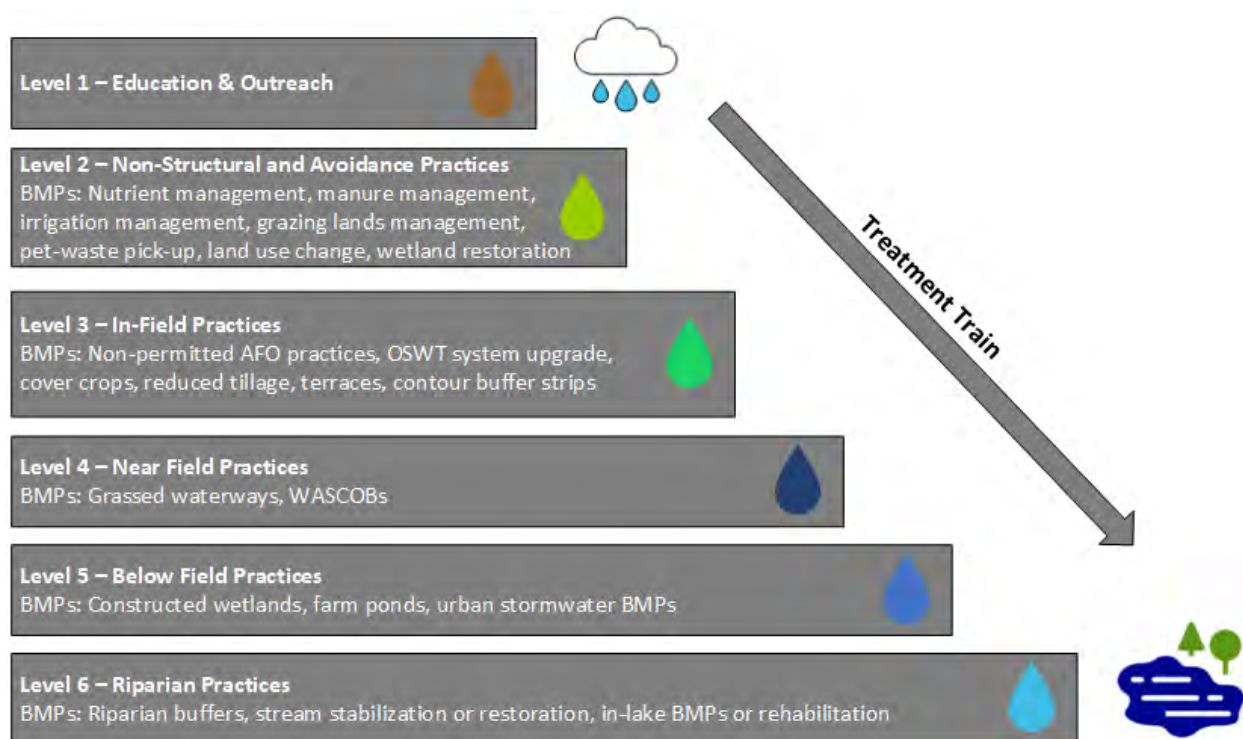 Level 1 – Education & Outreach
Level 2 – Non-Structural and Avoidance Practices
BMPs: Nutrient management, manure management,
irrigation management, grazing lands management,
pet-waste pick-up, land use change, wetland restoration
Treatment Train
Level 3 – In-Field Practices
BMPs: Non-permitted AFO practices, OSWT system upgrade,
cover crops, reduced tillage, terraces, contour buffer strips
Level 4 – Near Field Practices
BMPs: Grassed waterways, WASCOBs
Level 5 – Below Field Practices
BMPs: Constructed wetlands, farm ponds, urban stormwater BMPs
Level 6 – Riparian Practices
BMPs: Riparian buffers, stream stabilization or restoration, in-lake BMPs or rehabilitation